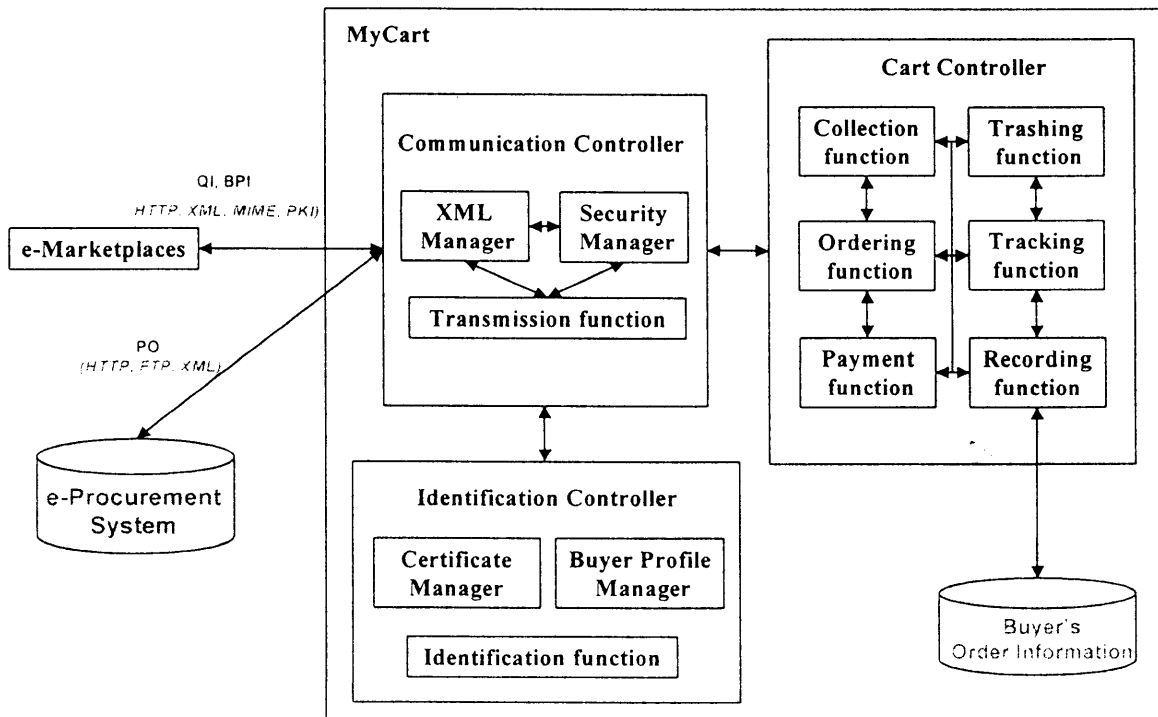 MyCart
Cart Controller
Communication Controller
Collection
function
Trashing
function
QI, BPI
HTTP, XML, MIME, PKI)
XML
Manager
Security
Manager
e-Marketplaces
Ordering
function
Tracking
function
Transmission function
PO
(HTTP, FTP, XML)
Payment
function
Recording
function
e-Procurement
System
Identification Controller
Certificate
Manager
Buyer Profile
Manager
Identification function
Buyer's
Order Information